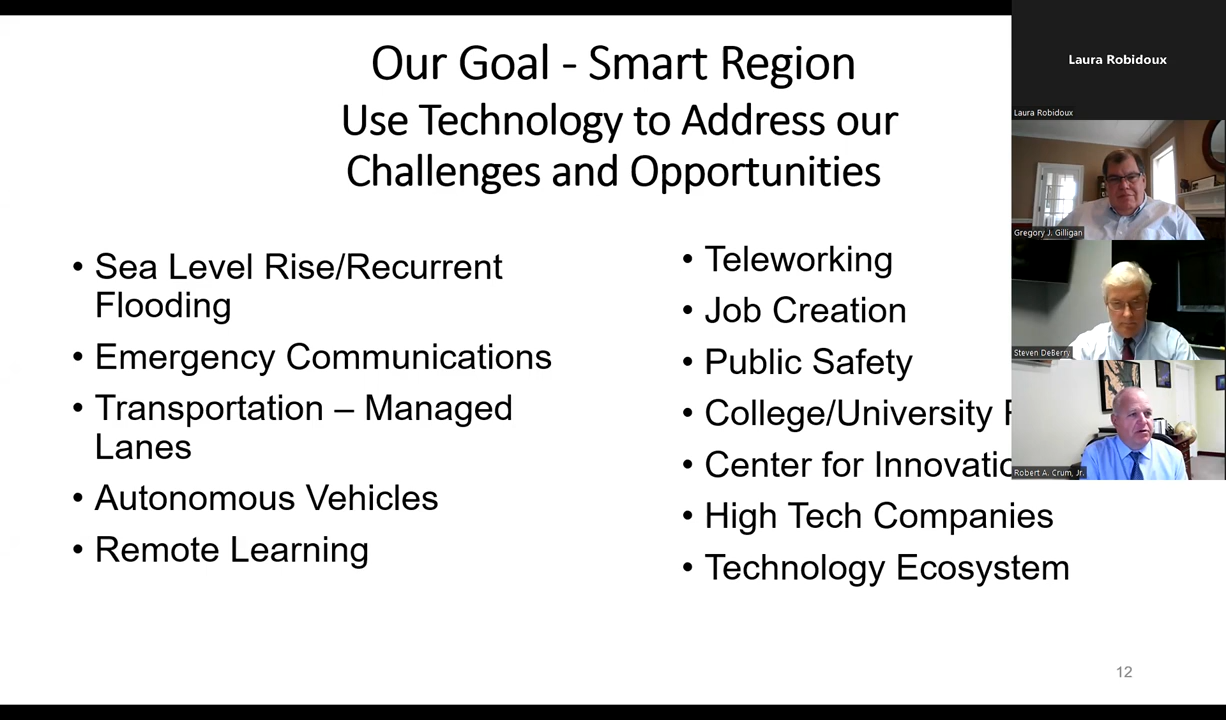 Our Goal - Smart Region
Use Technology to Address our
Challenges and Opportunities
• Sea Level Rise/Recurrent
Flooding
• Emergency Communications
• Transportation – Managed
Lanes
• Autonomous Vehicles
• Remote Learning
• Teleworking
• Job Creation
• Public Safety
• College/University
• Center for
• High Tech Companies
• Technology Ecosystem
12
Laura Robidoux
Laura Robidoux
Gregory J. Gilligan
Steven DeBerry
Robert A. Crum, Jr.